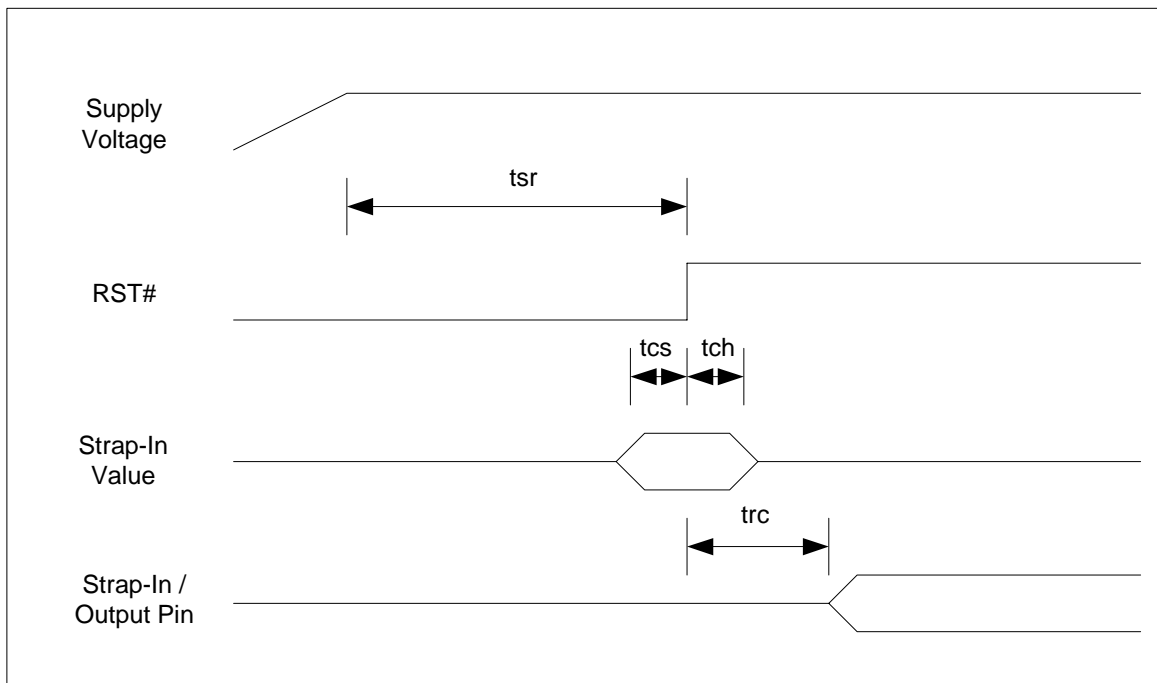 Supply
Voltage
tsr
RST#
tcs
tch
Strap-In
Value
trc
Strap-In /
Output Pin